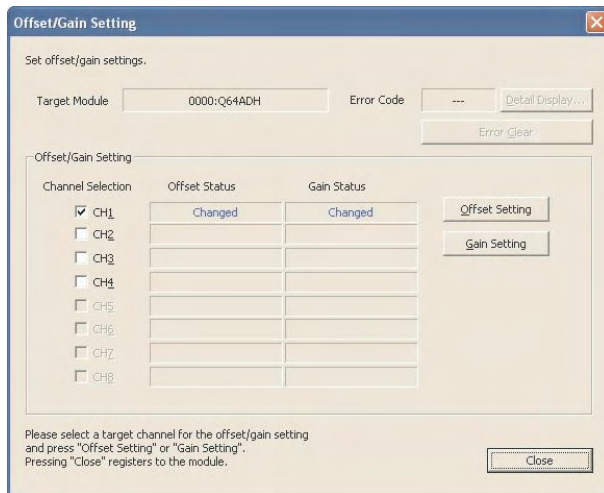 Offset/Gain Setting
Set offset/gain settings.
Target Module 0000:Q64ADH Error Code --- Detail Display...
Error Clear
Offset/Gain Setting
Channel Selection Offset Status Gain Status
CH1 Changed Changed Offset Setting
CH2
Gain Setting
CH3
CH4
CH5
CH6
CH7
CH8
Please select a target channel for the offset/gain setting
and press "Offset Setting" or "Gain Setting".
Pressing "Close" registers to the module.
Close